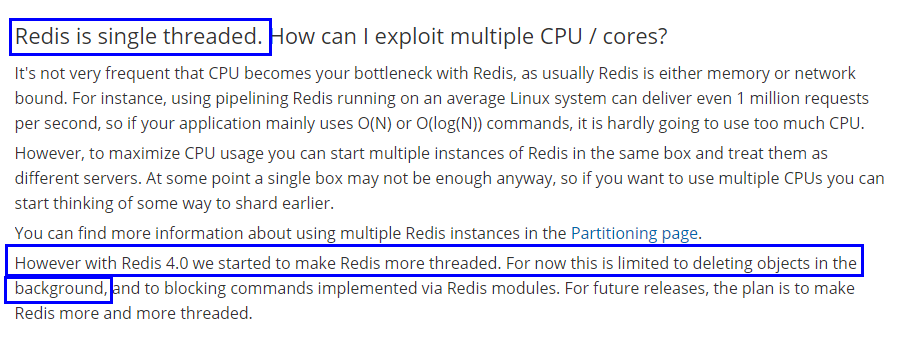 Redis is single threaded. How can I exploit multiple CPU / cores?
It's not very frequent that CPU becomes your bottleneck with Redis, as usually Redis is either memory or network
bound. For instance, using pipelining Redis running on an average Linux system can deliver even 1 million requests
per second, so if your application mainly uses O(N) or O(log(N)) commands, it is hardly going to use too much CPU.
However, to maximize CPU usage you can start multiple instances of Redis in the same box and treat them as
different servers. At some point a single box may not be enough anyway, so if you want to use multiple CPUs you can
start thinking of some way to shard earlier.
You can find more information about using multiple Redis instances in the Partitioning page.
However with Redis 4.0 we started to make Redis more threaded. For now this is limited to deleting objects in the
background, and to blocking commands implemented via Redis modules. For future releases, the plan is to make
Redis more and more threaded.